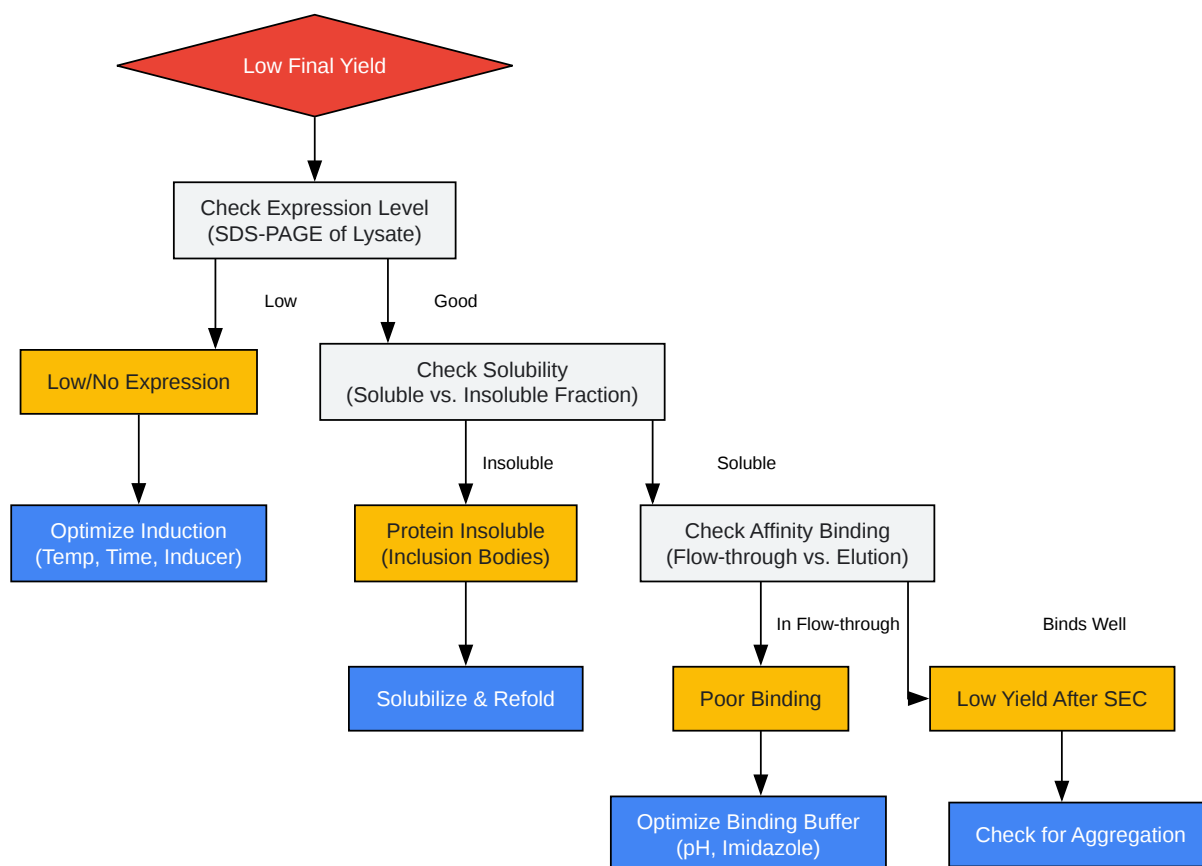 Low Final Yield
Check Expression Level
(SDS-PAGE of Lysate)
Low
Good
Low/No Expression
Check Solubility
(Soluble vs. Insoluble Fraction)
Insoluble
Soluble
Optimize Induction
(Temp, Time, Inducer)
Protein Insoluble
(Inclusion Bodies)
Check Affinity Binding
(Flow-through vs. Elution)
In Flow-through
Binds Well
Solubilize & Refold
Poor Binding
Low Yield After SEC
Optimize Binding Buffer
(pH, Imidazole)
Check for Aggregation